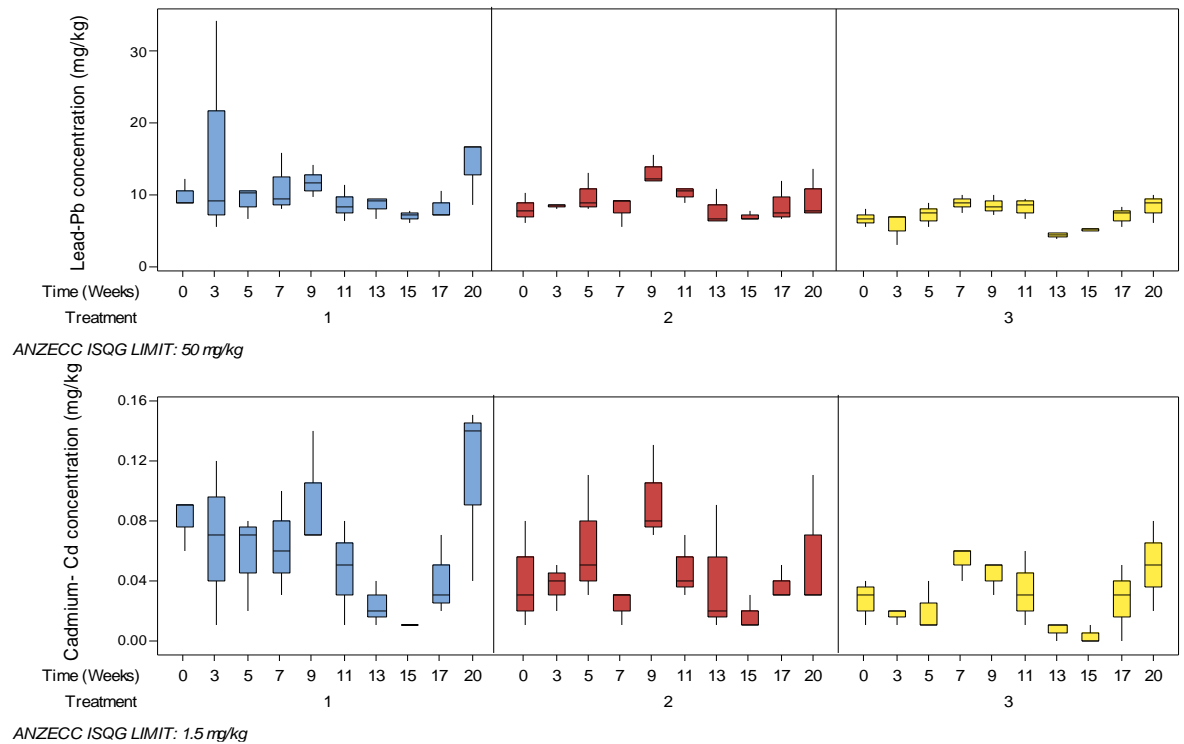 Lead-Pb concentration (mg/kg)
30
20
10
0
Time (Weeks) 0 3 5 7 9 11 13 15 17 20 0 3 5 7 9 11 13 15 17 20 0 3 5 7 9 11 13 15 17 20
Treatment 1 2 3
ANZECC ISQG LIMIT: 50 mg/kg
Cadmium- Cd concentration (mg/kg)
0.16
0.12
0.08
0.04
0.00
Time (Weeks) 0 3 5 7 9 11 13 15 17 20 0 3 5 7 9 11 13 15 17 20 0 3 5 7 9 11 13 15 17 20
Treatment 1 2 3
ANZECC ISQG LIMIT: 1.5 mg/kg